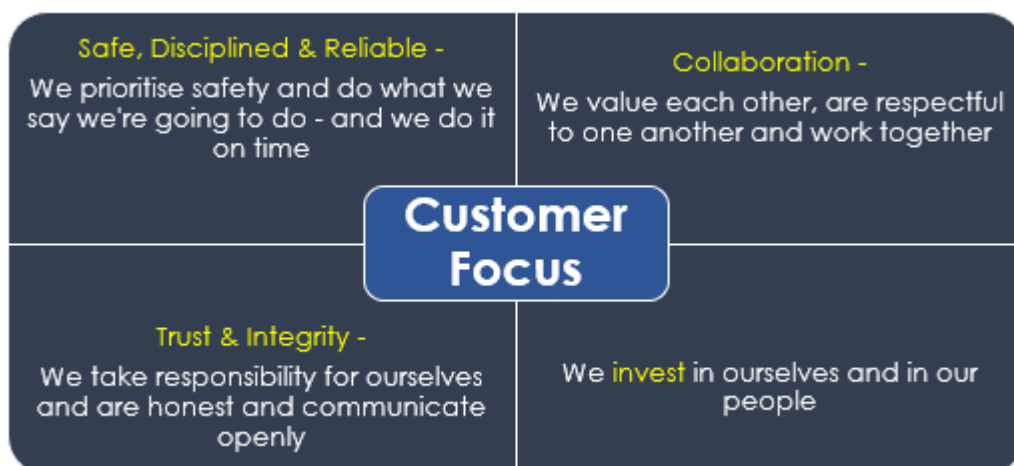 Safe, Disciplined & Reliable -
We prioritise safety and do what we
say we're going to do - and we do it
on time
Collaboration -
We value each other, are respectful
to one another and work together
Customer
Focus
Trust & Integrity -
We take responsibility for ourselves
and are honest and communicate
openly
We invest in ourselves and in our
people